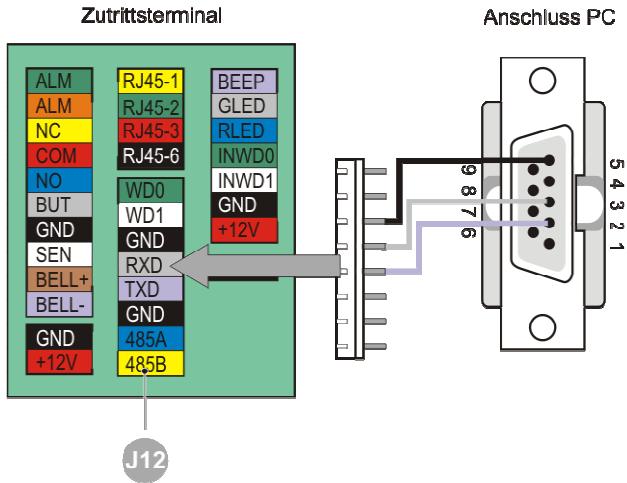 Zutrittsterminal
Anschluss PC
ALM
ALM
NC
COM
NO
BUT
GND
SEN
BELL+
BELL-
GND
+12V
RJ45-1
RJ45-2
RJ45-3
RJ45-6
WD0
WD1
GND
RXD
TXD
GND
485A
485B
BEEP
GLED
RLED
INWD0
INWD1
GND
+12V
9 8 7 6
5 4 3 2 1
J12